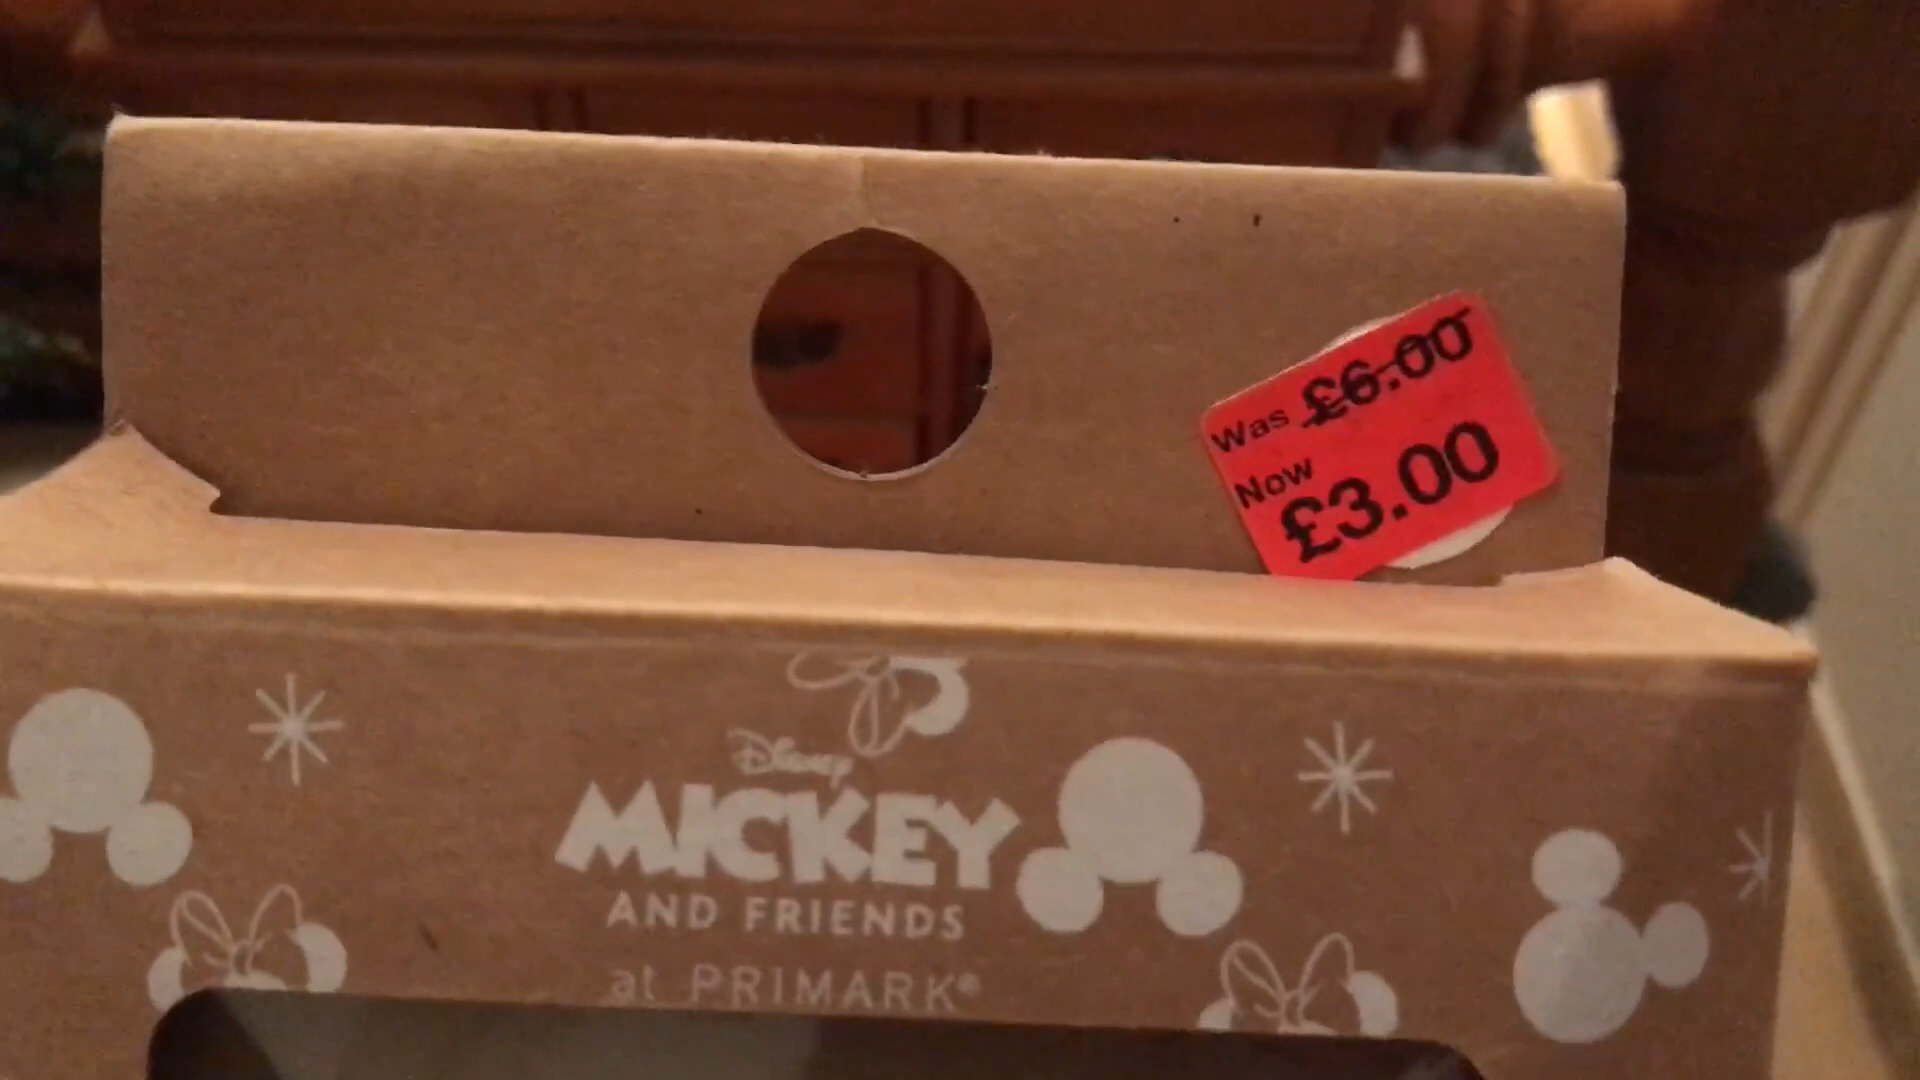 Was £6.00
Now
£3.00
Disney
MICKEY
AND FRIENDS
at PRIMARK®